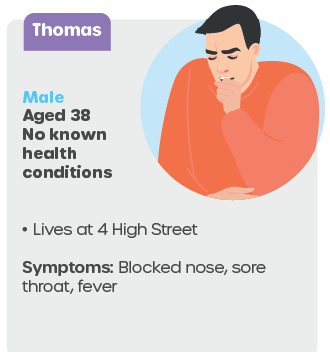 Thomas
Male
Aged 38
No known
health
conditions
• Lives at 4 High Street
Symptoms: Blocked nose, sore
throat, fever